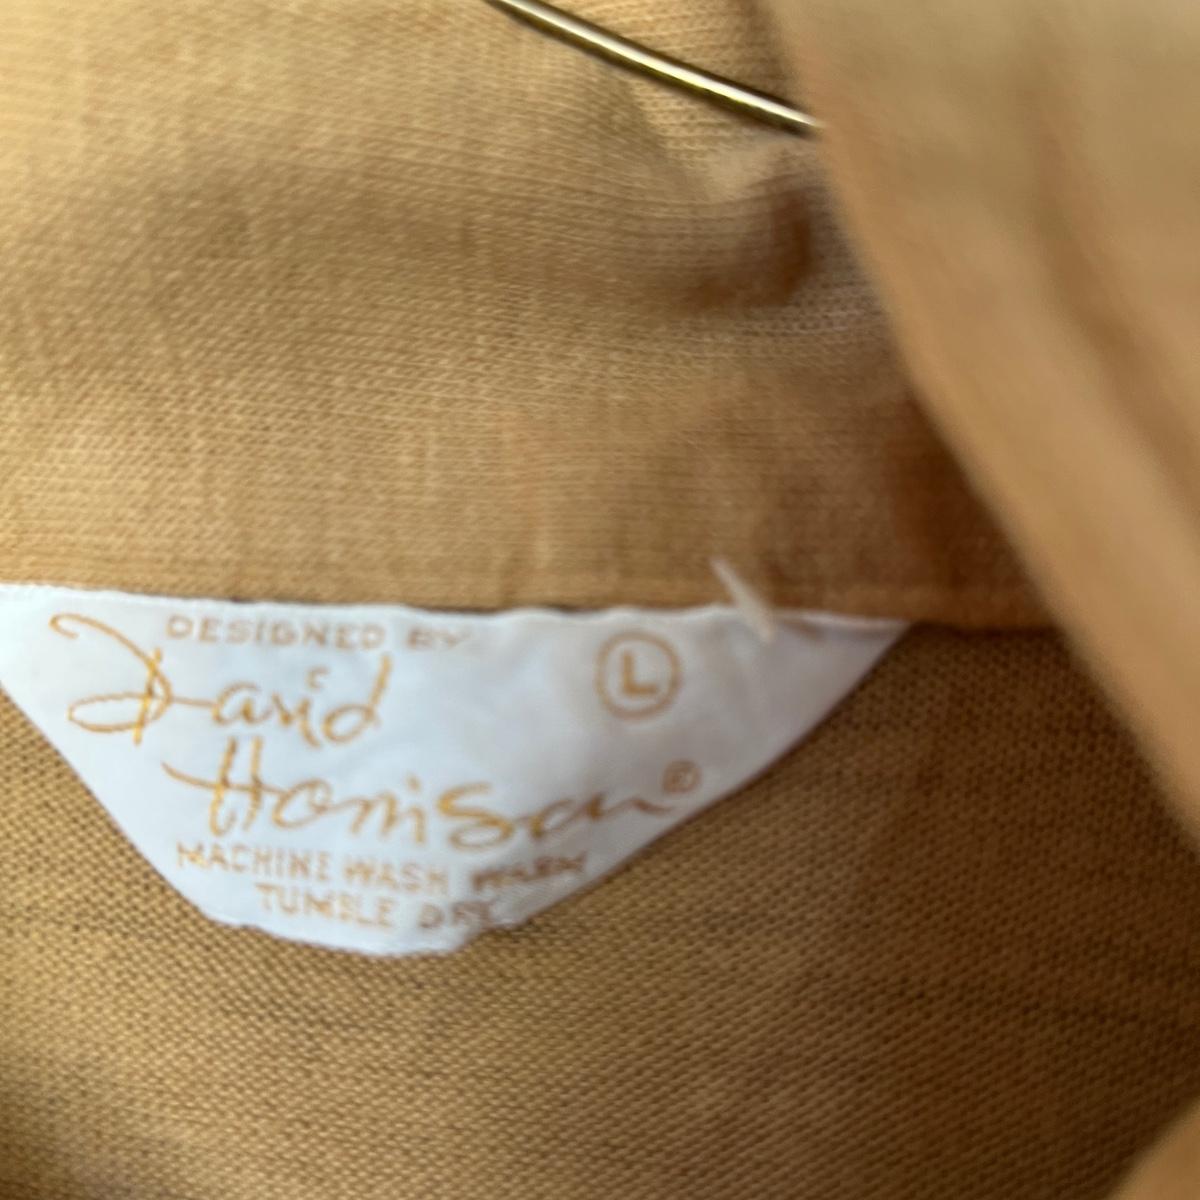 DESIGNED BY:
L
David
Harrison ®
MACHINE WASH WARM
TUMBLE DRY